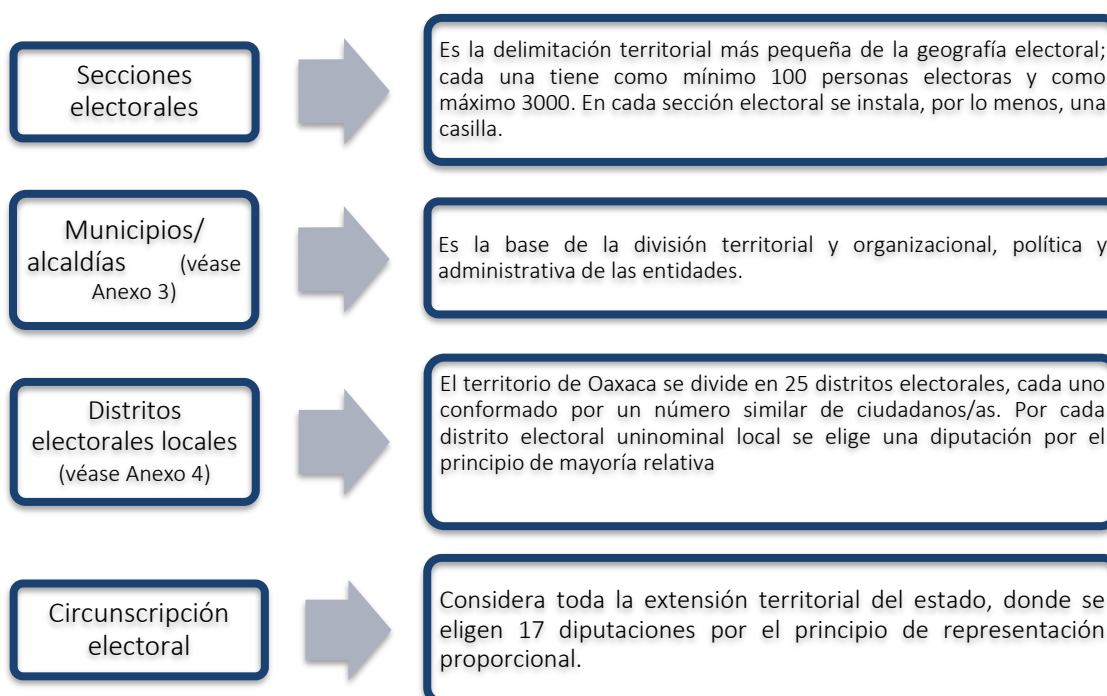 Secciones
electorales
Es la delimitación territorial más pequeña de la geografía electoral;
cada una tiene como mínimo 100 personas electoras y como
máximo 3000. En cada sección electoral se instala, por lo menos, una
casilla.
Municipios/
alcaldías (véase
Anexo 3)
Es la base de la división territorial y organizacional, política y
administrativa de las entidades.
Distritos
electorales locales
(véase Anexo 4)
El territorio de Oaxaca se divide en 25 distritos electorales, cada uno
conformado por un número similar de ciudadanos/as. Por cada
distrito electoral uninominal local se elige una diputación por el
principio de mayoría relativa
Circunscripción
electoral
Considera toda la extensión territorial del estado, donde se
eligen 17 diputaciones por el principio de representación
proporcional.